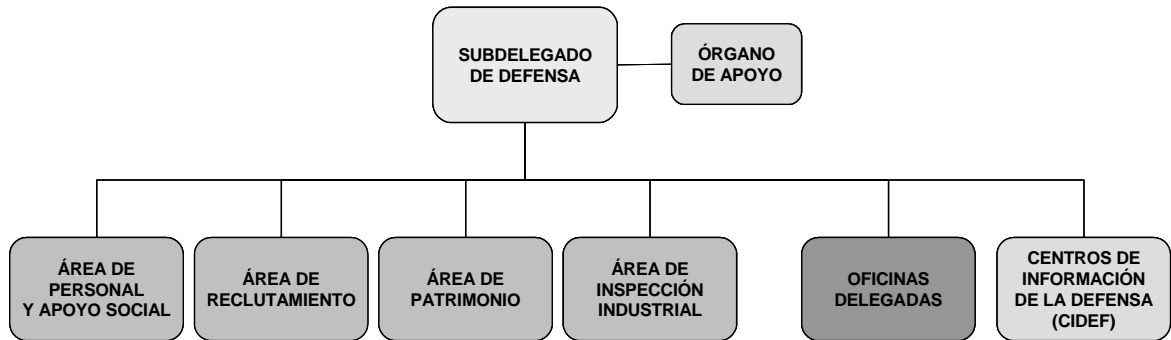 SUBDELEGADO
DE DEFENSA
ÓRGANO
DE APOYO
ÁREA DE
PERSONAL
Y APOYO SOCIAL
ÁREA DE
RECLUTAMIENTO
ÁREA DE
PATRIMONIO
ÁREA DE
INSPECCIÓN
INDUSTRIAL
OFICINAS
DELEGADAS
CENTROS DE
INFORMACIÓN
DE LA DEFENSA
(CIDEF)